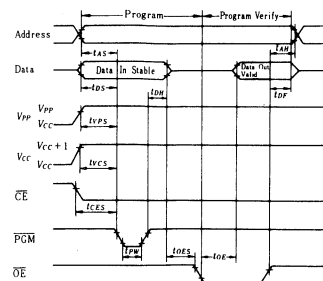 Program
Program Verify
Address
tAS
tAH
Data
Data In Stable
Data Out
Valid
tDS
tDH
tDF
VPP
VPP
VCC
tVPS
VCC
VCC + 1
VCC
tVCS
CE
tCES
PGM
tPW
tOES
tOE
OE